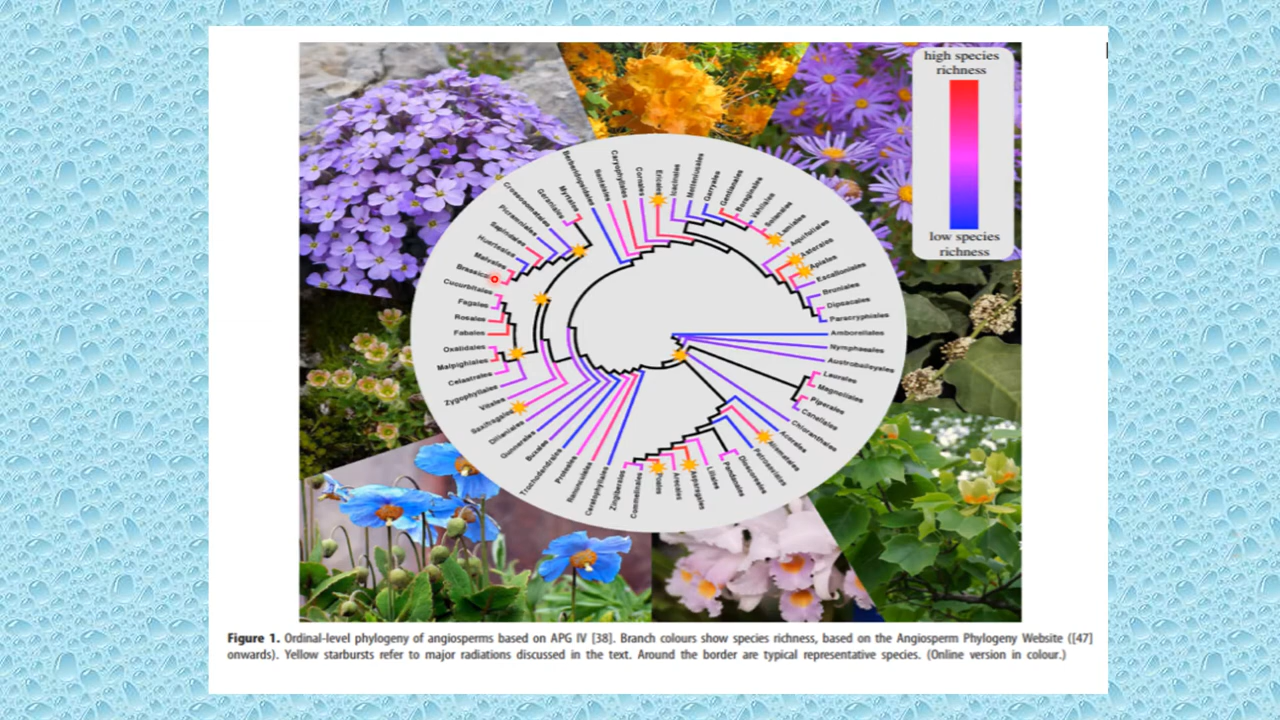 high species
richness
low species
richness
Berberidopsidales
Santalales
Caryophyllales
Cornales
Ericales
Icacinales
Metteniusales
Garryales
Gentianales
Boraginales
Vahliales
Solanales
Lamiales
Aquifoliales
Asterales
Apiales
Escalloniales
Bruniales
Dipsacales
Paracryphiales
Amborellales
Nymphaeales
Austrobaileyales
Laurales
Magnoliales
Piperales
Canellales
Chloranthales
Acorales
Alismatales
Petrosaviales
Dioscoreales
Pandanales
Liliales
Asparagales
Arecales
Poales
Commelinales
Zingiberales
Ceratophyllales
Ranunculales
Proteales
Trochodendrales
Buxales
Gunnerales
Dilleniales
Saxifragales
Vitales
Zygophyllales
Celastrales
Malpighiales
Oxalidales
Fabales
Rosales
Fagales
Cucurbitales
Brassic
Malvales
Huerteales
Sapindales
Picramniales
Crossosomatales
Geraniales
Myrtales
Figure 1. Ordinal-level phylogeny of angiosperms based on APG IV [38]. Branch colours show species richness, based on the Angiosperm Phylogeny Website ([47]
onwards). Yellow starbursts refer to major radiations discussed in the text. Around the border are typical representative species. (Online version in colour.)